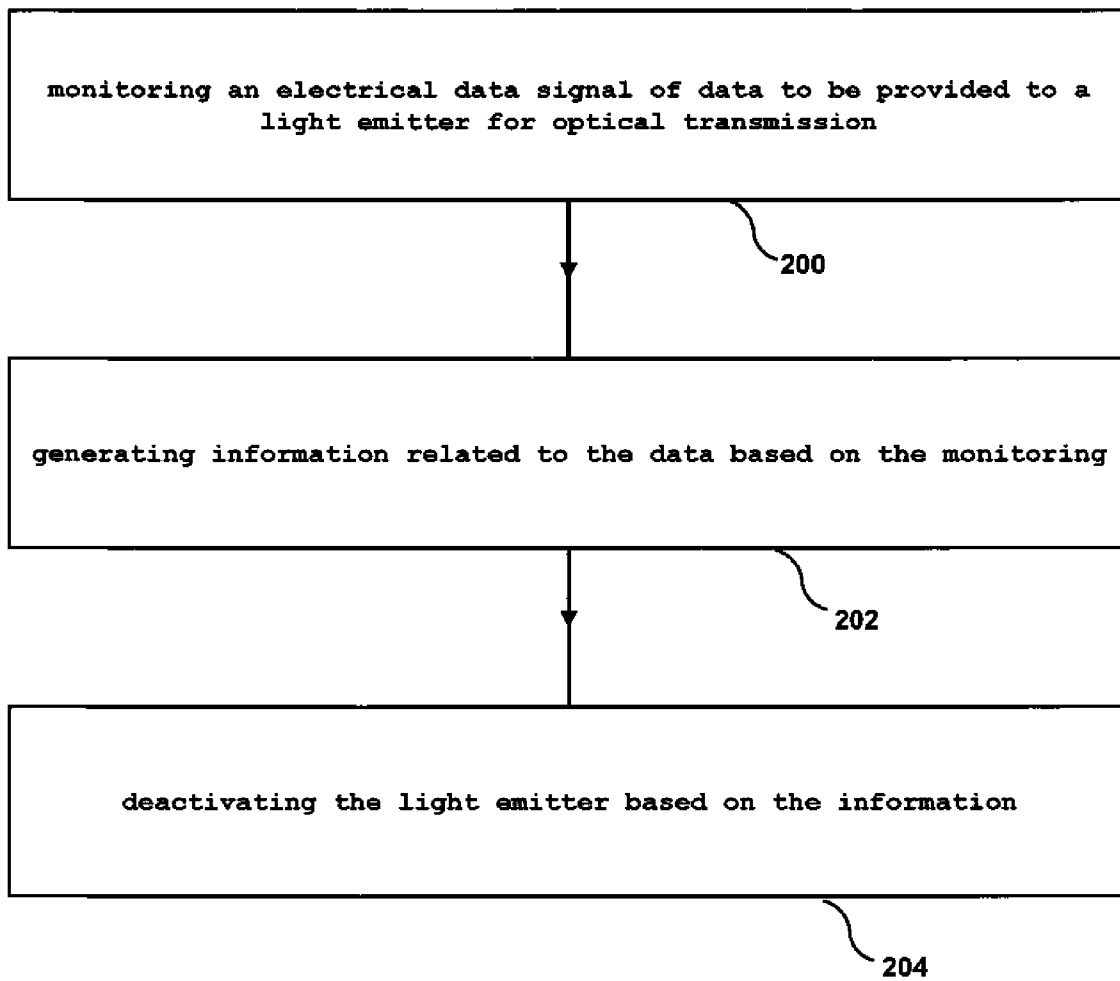 monitoring an electrical data signal of data to be provided to a
light emitter for optical transmission
200
generating information related to the data based on the monitoring
202
deactivating the light emitter based on the information
204